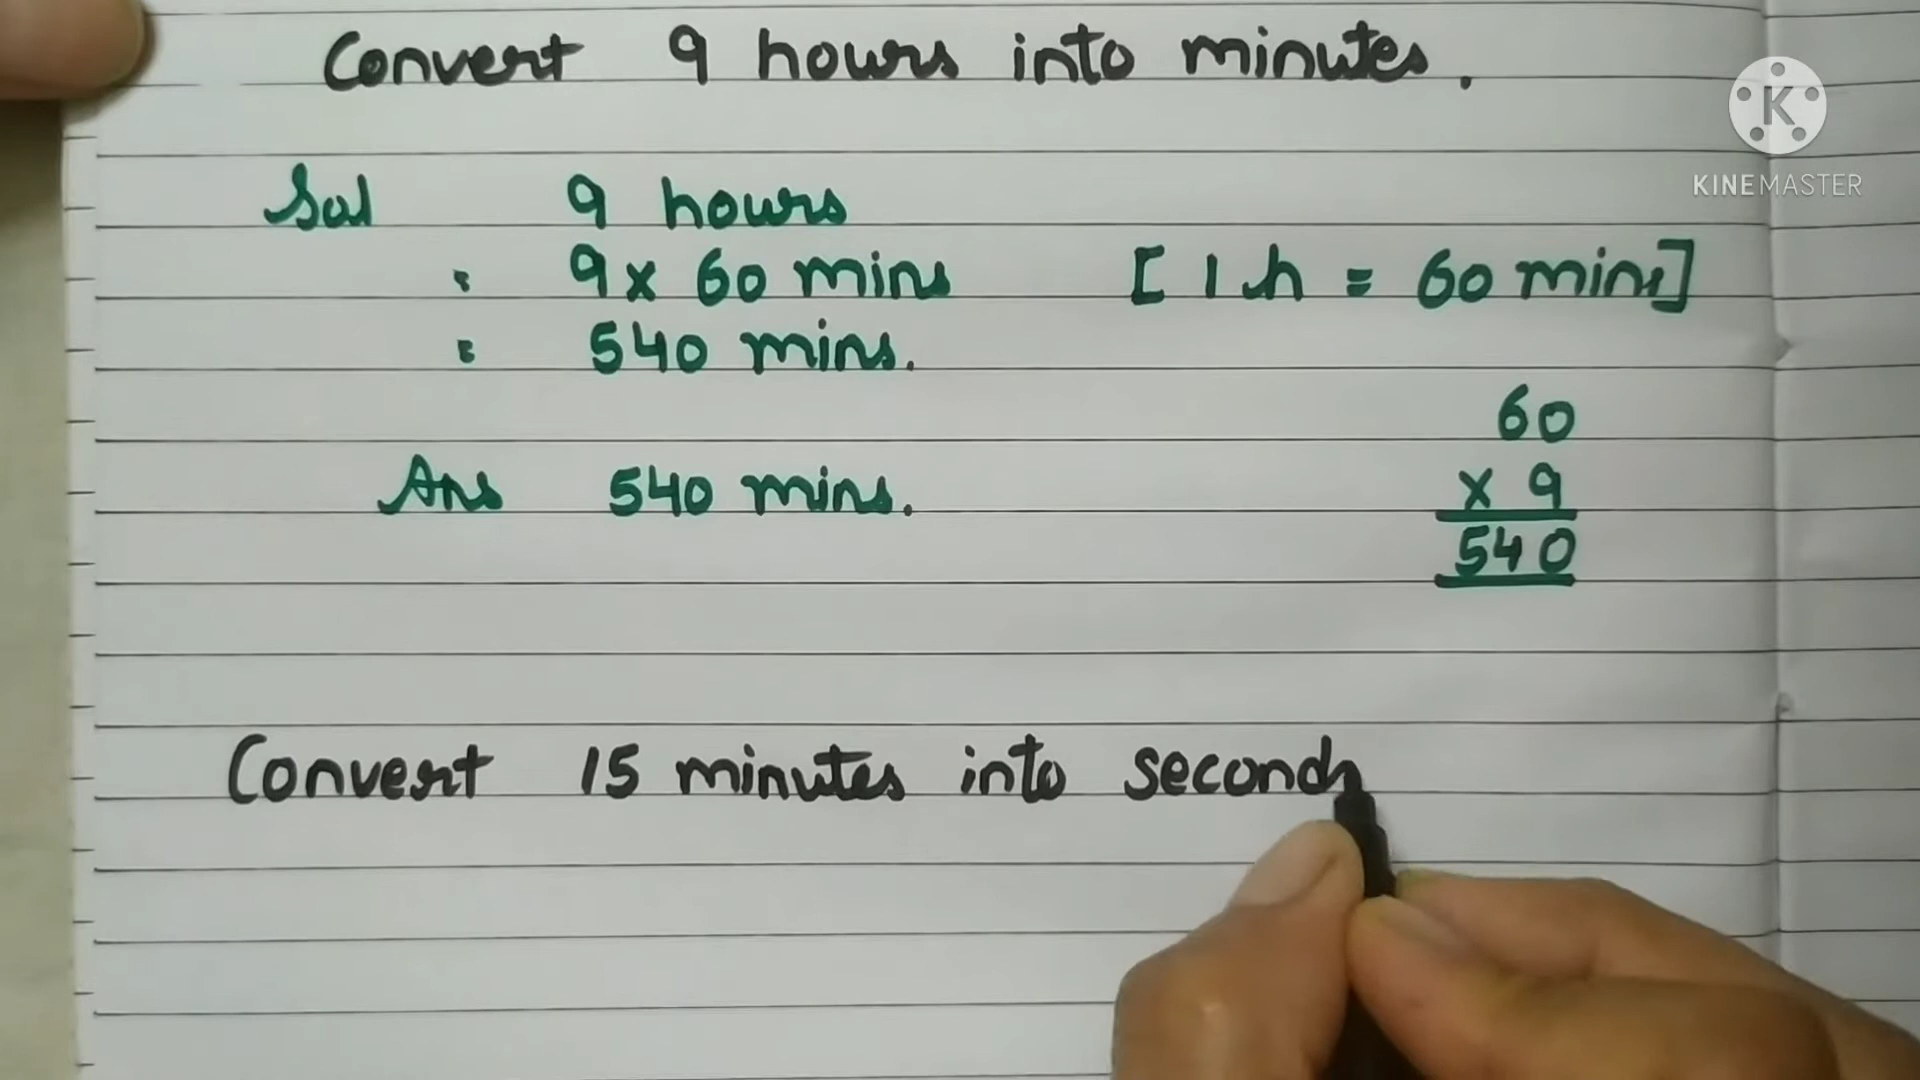 Convert 9 hours into minutes.
K
KINEMASTER
Sol 9 hours
= 9 x 60 mins [ 1 h = 60 mins]
= 540 mins.
60
Ans 540 mins. x 9
540
Convert 15 minutes into seconds